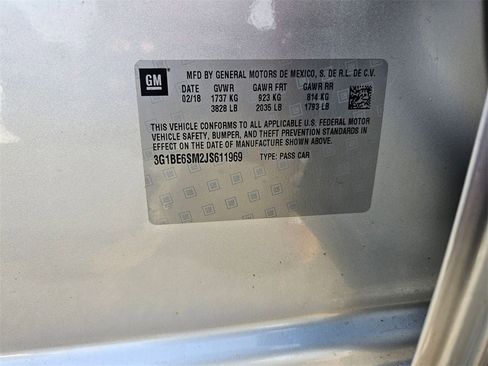 GM
MFD BY GENERAL MOTORS DE MEXICO, S. DE R.L. DE C.V.
DATE GVWR GAWR FRT GAWR RR
02/18 1737 KG 923 KG 814 KG
3828 LB 2035 LB 1793 LB
THIS VEHICLE CONFORMS TO ALL APPLICABLE U.S. FEDERAL MOTOR
VEHICLE SAFETY, BUMPER, AND THEFT PREVENTION STANDARDS IN
EFFECT ON THE DATE OF MANUFACTURE SHOWN ABOVE.
3G1BE6SM2JS611969 TYPE: PASS CAR